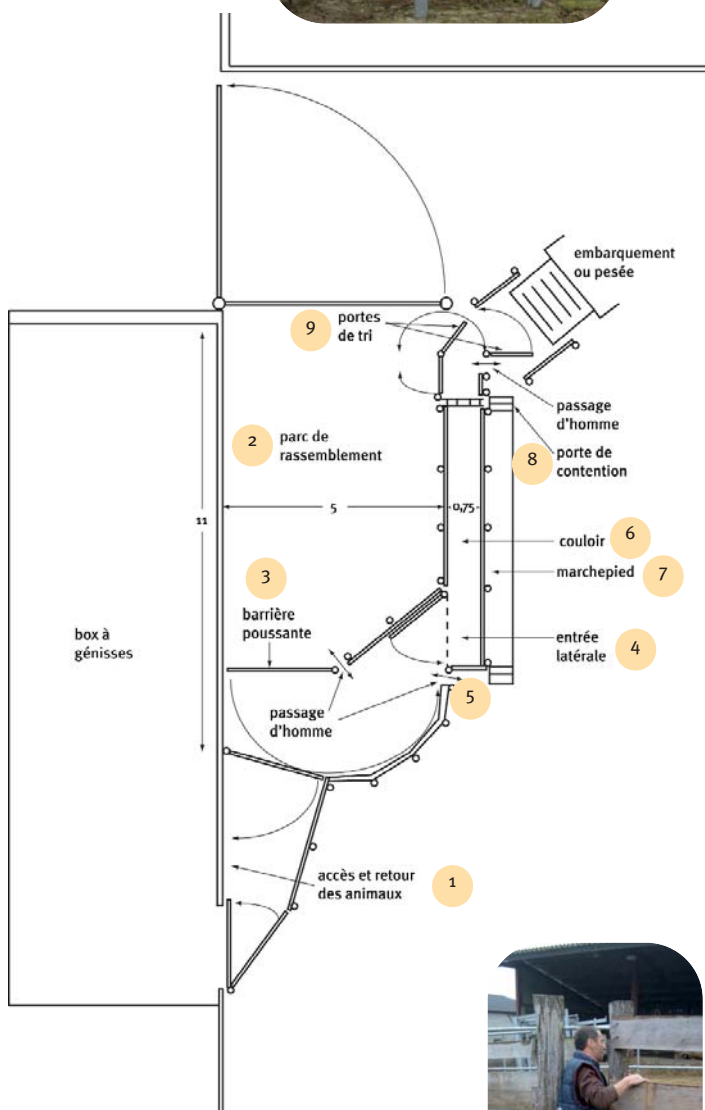 embarquement
ou pesée
9
portes
de tri
passage
d'homme
2
parc de
rassemblement
8
porte de
contention
11
5
0,75
couloir
6
3
marchepied
7
barrière
poussante
box à
génisses
entrée
latérale
4
passage
d'homme
5
accès et retour
des animaux
1